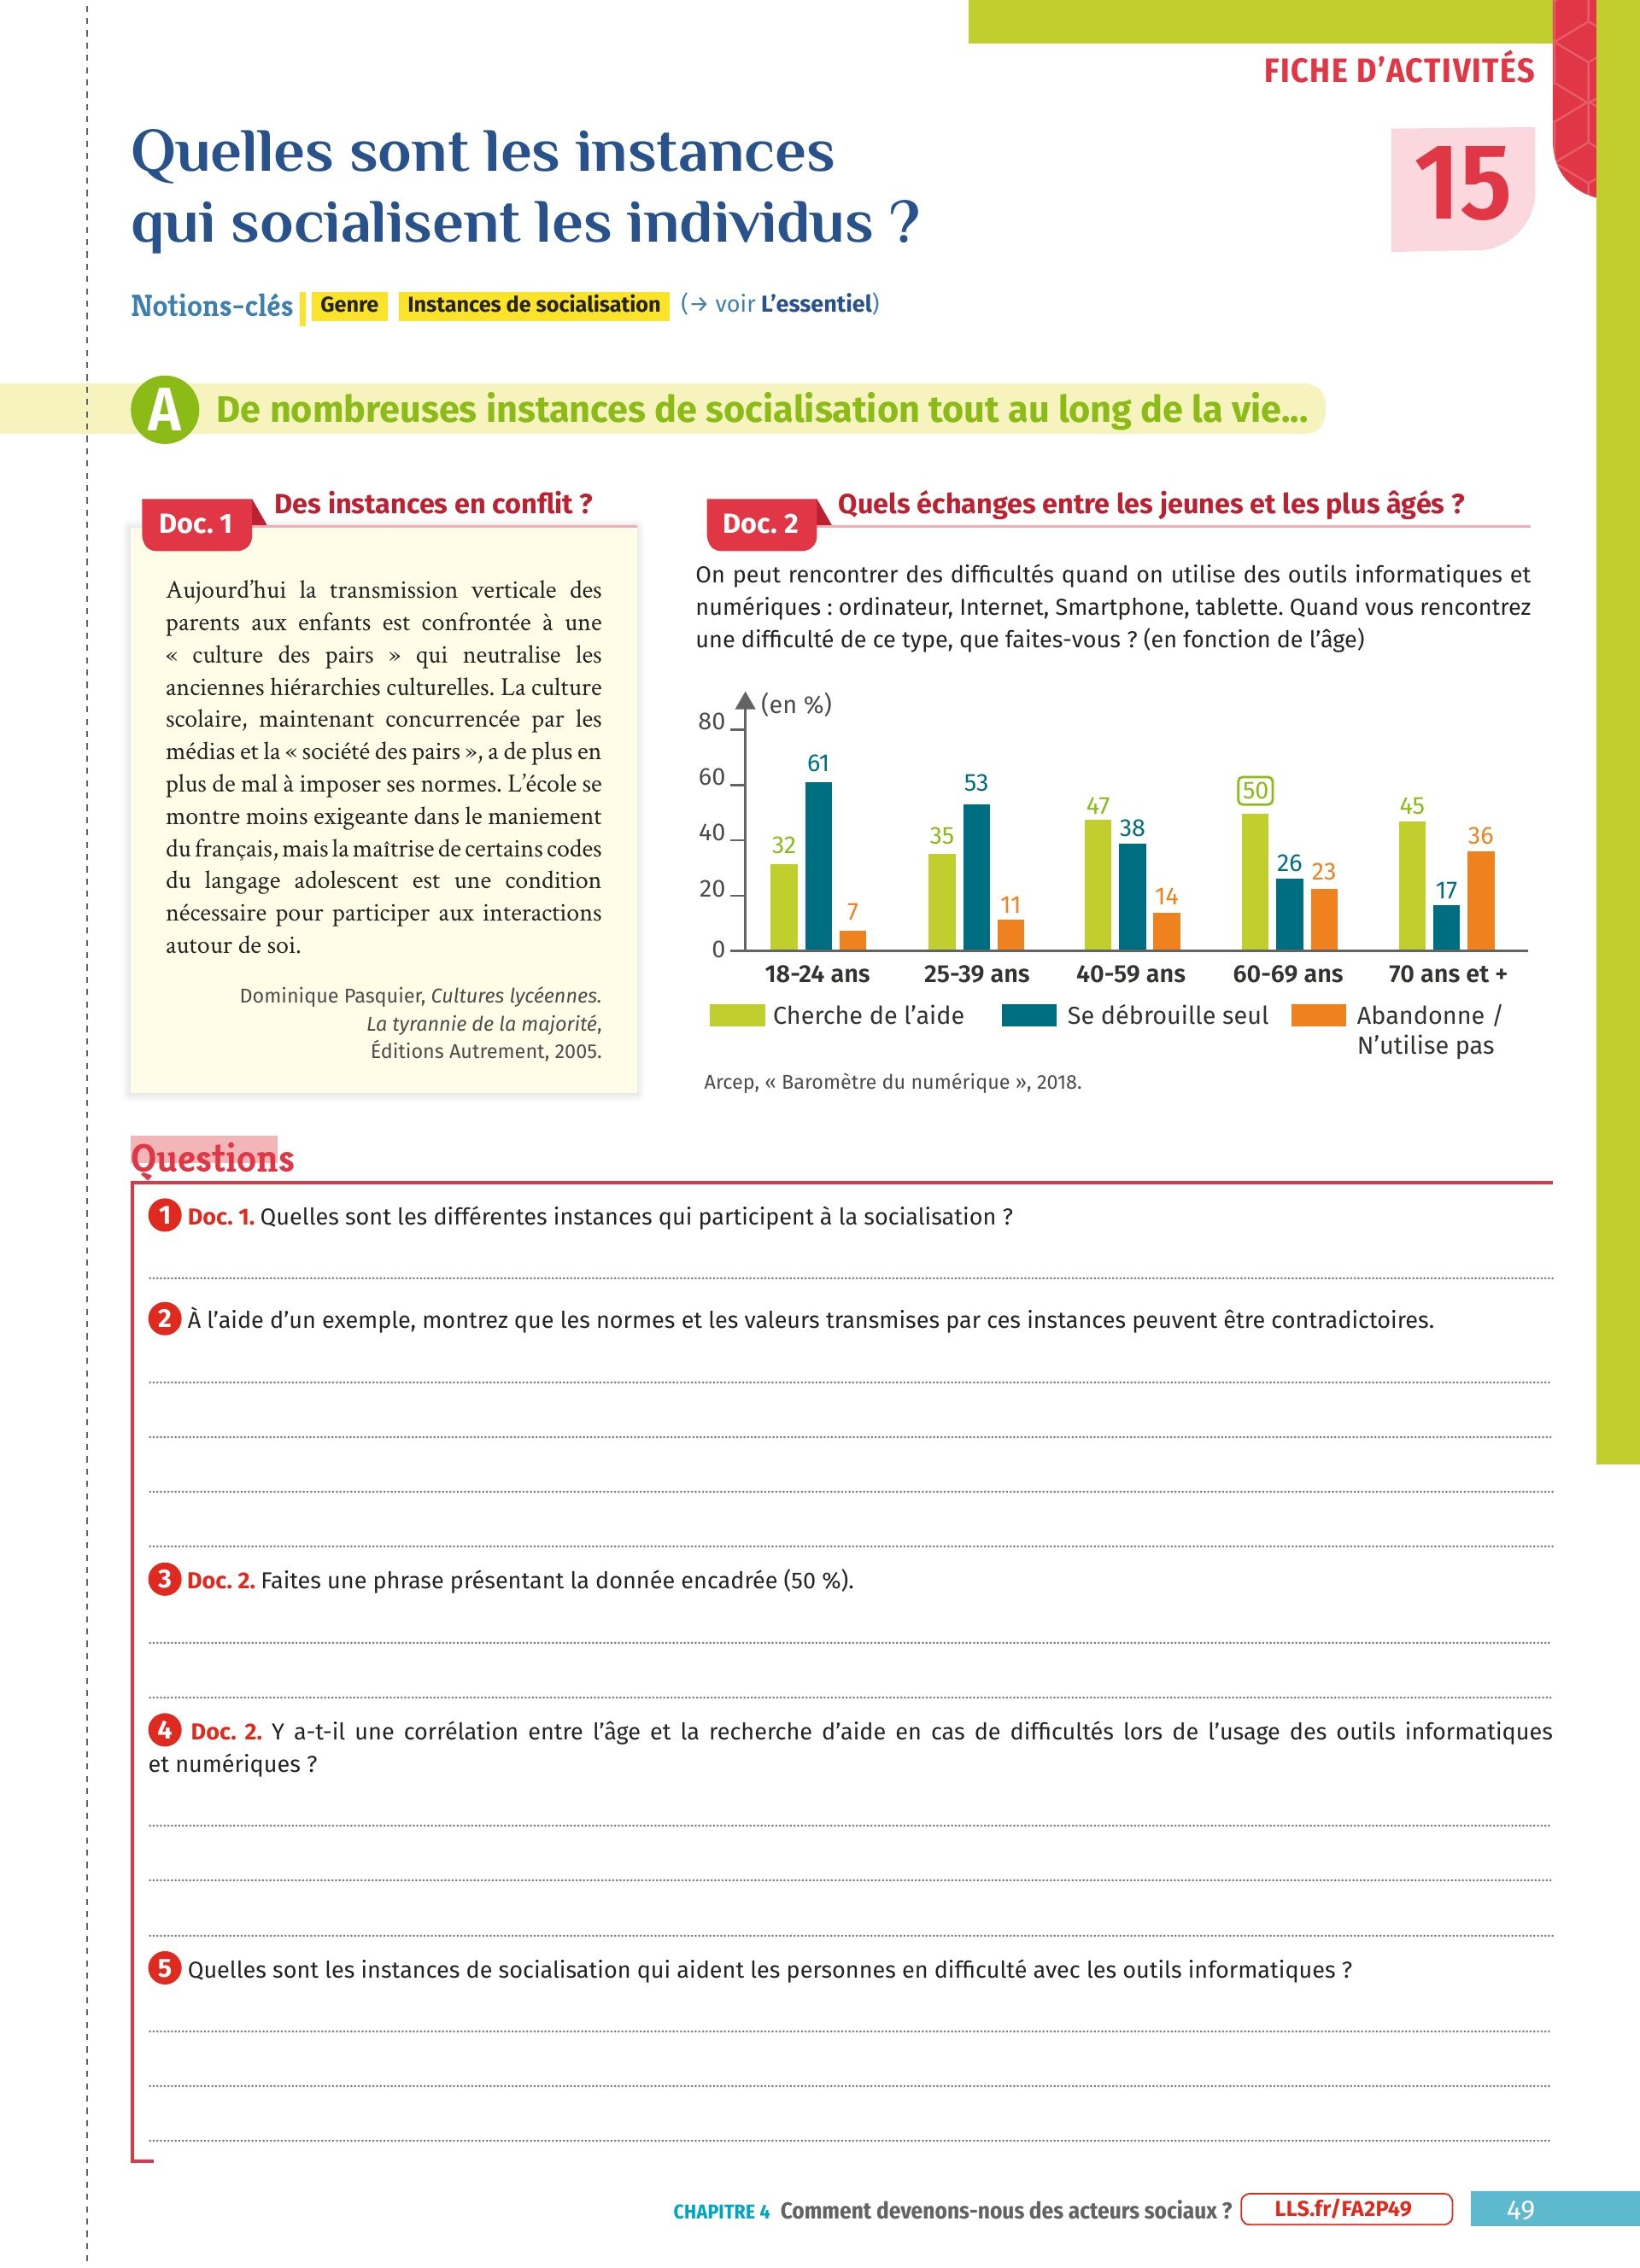 FICHE D’ACTIVITÉS
Quelles sont les instances
qui socialisent les individus ?
15
Notions-clés Genre Instances de socialisation (→ voir L’essentiel)
A De nombreuses instances de socialisation tout au long de la vie...
Doc. 1 Des instances en conflit ?
Aujourd’hui la transmission verticale des
parents aux enfants est confrontée à une
« culture des pairs » qui neutralise les
anciennes hiérarchies culturelles. La culture
scolaire, maintenant concurrencée par les
médias et la « société des pairs », a de plus en
plus de mal à imposer ses normes. L’école se
montre moins exigeante dans le maniement
du français, mais la maîtrise de certains codes
du langage adolescent est une condition
nécessaire pour participer aux interactions
autour de soi.
Dominique Pasquier, Cultures lycéennes.
La tyrannie de la majorité,
Éditions Autrement, 2005.
Doc. 2 Quels échanges entre les jeunes et les plus âgés ?
On peut rencontrer des difficultés quand on utilise des outils informatiques et
numériques : ordinateur, Internet, Smartphone, tablette. Quand vous rencontrez
une difficulté de ce type, que faites-vous ? (en fonction de l’âge)
(en %)
80
60
40
20
0
32 61 7
35 53 11
47 38 14
50 26 23
45 17 36
18-24 ans 25-39 ans 40-59 ans 60-69 ans 70 ans et +
Cherche de l’aide Se débrouille seul Abandonne /
N’utilise pas
Arcep, « Baromètre du numérique », 2018.
Questions
1 Doc. 1. Quelles sont les différentes instances qui participent à la socialisation ?
2 À l’aide d’un exemple, montrez que les normes et les valeurs transmises par ces instances peuvent être contradictoires.
3 Doc. 2. Faites une phrase présentant la donnée encadrée (50 %).
4 Doc. 2. Y a-t-il une corrélation entre l’âge et la recherche d’aide en cas de difficultés lors de l’usage des outils informatiques
et numériques ?
5 Quelles sont les instances de socialisation qui aident les personnes en difficulté avec les outils informatiques ?
CHAPITRE 4 Comment devenons-nous des acteurs sociaux ? LLS.fr/FA2P49 49